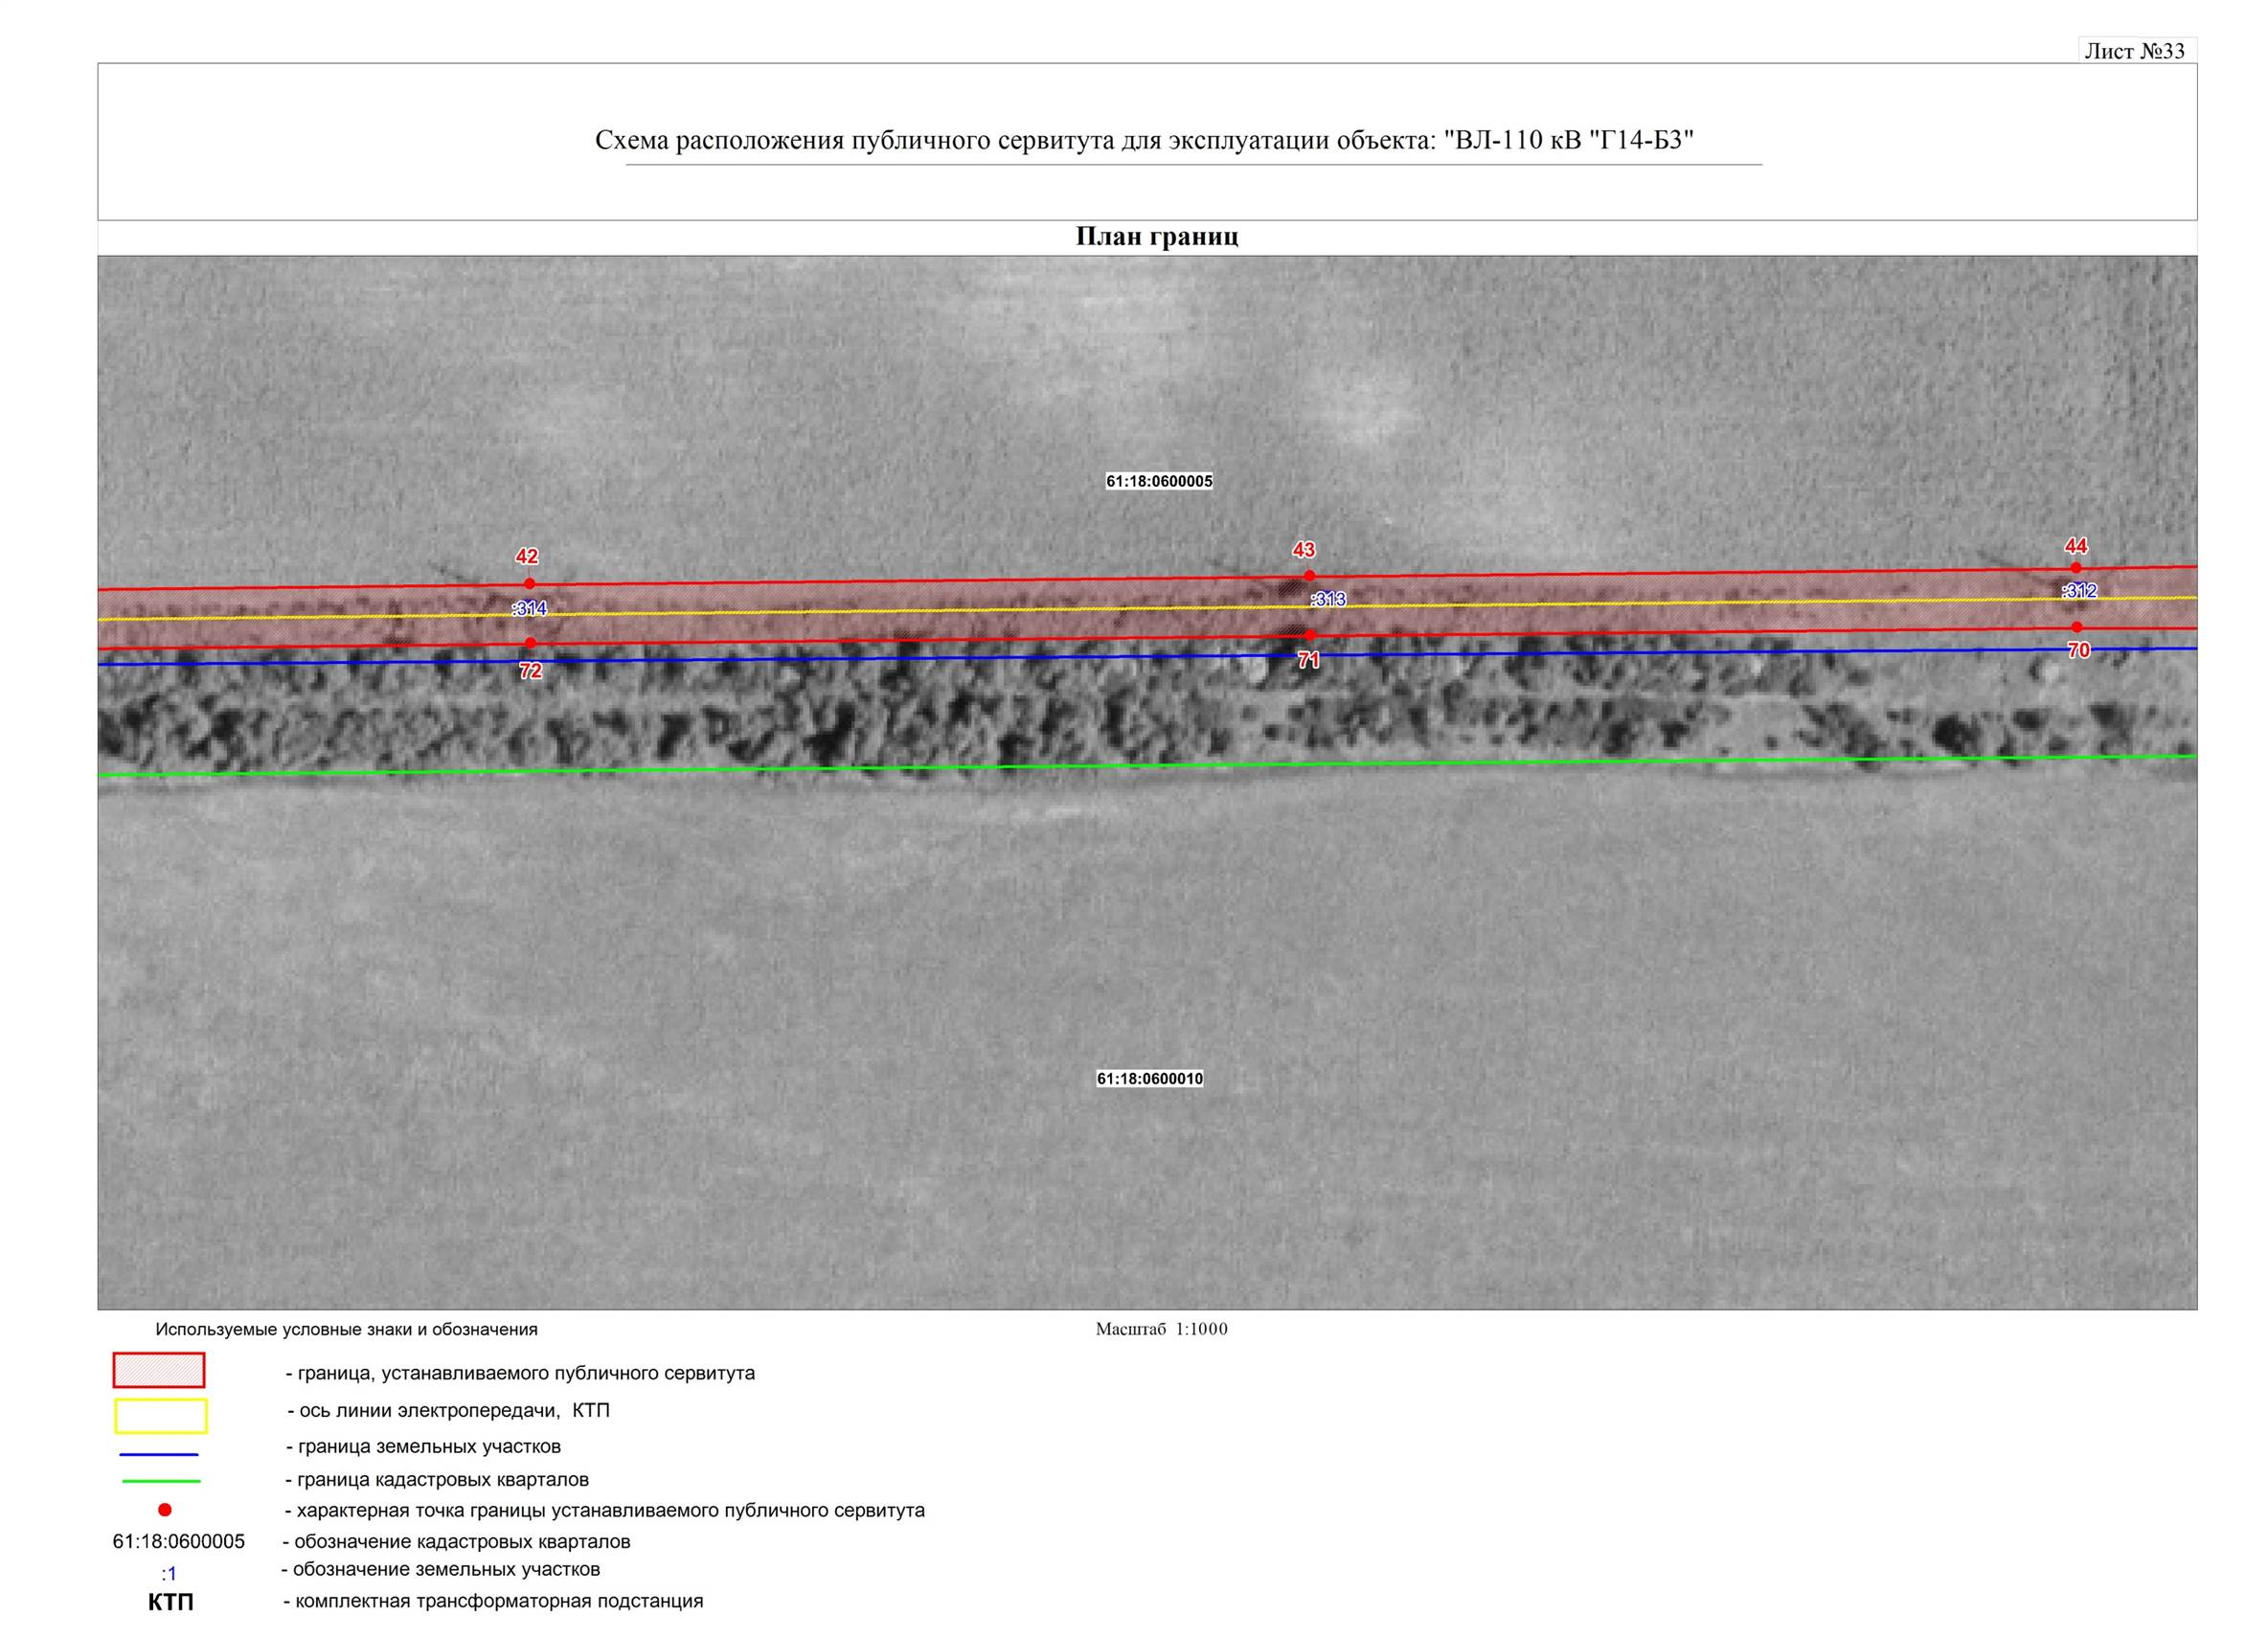 Лист №33
Схема расположения публичного сервитута для эксплуатации объекта: "ВЛ-110 кВ "Г14-Б3"
План границ
61:18:0600005
42
43
44
:314
:313
:312
72
71
70
61:18:0600010
Используемые условные знаки и обозначения
Масштаб 1:1000
- граница, устанавливаемого публичного сервитута
- ось линии электропередачи, КТП
- граница земельных участков
- граница кадастровых кварталов
- характерная точка границы устанавливаемого публичного сервитута
61:18:0600005 - обозначение кадастровых кварталов
:1 - обозначение земельных участков
КТП - комплектная трансформаторная подстанция